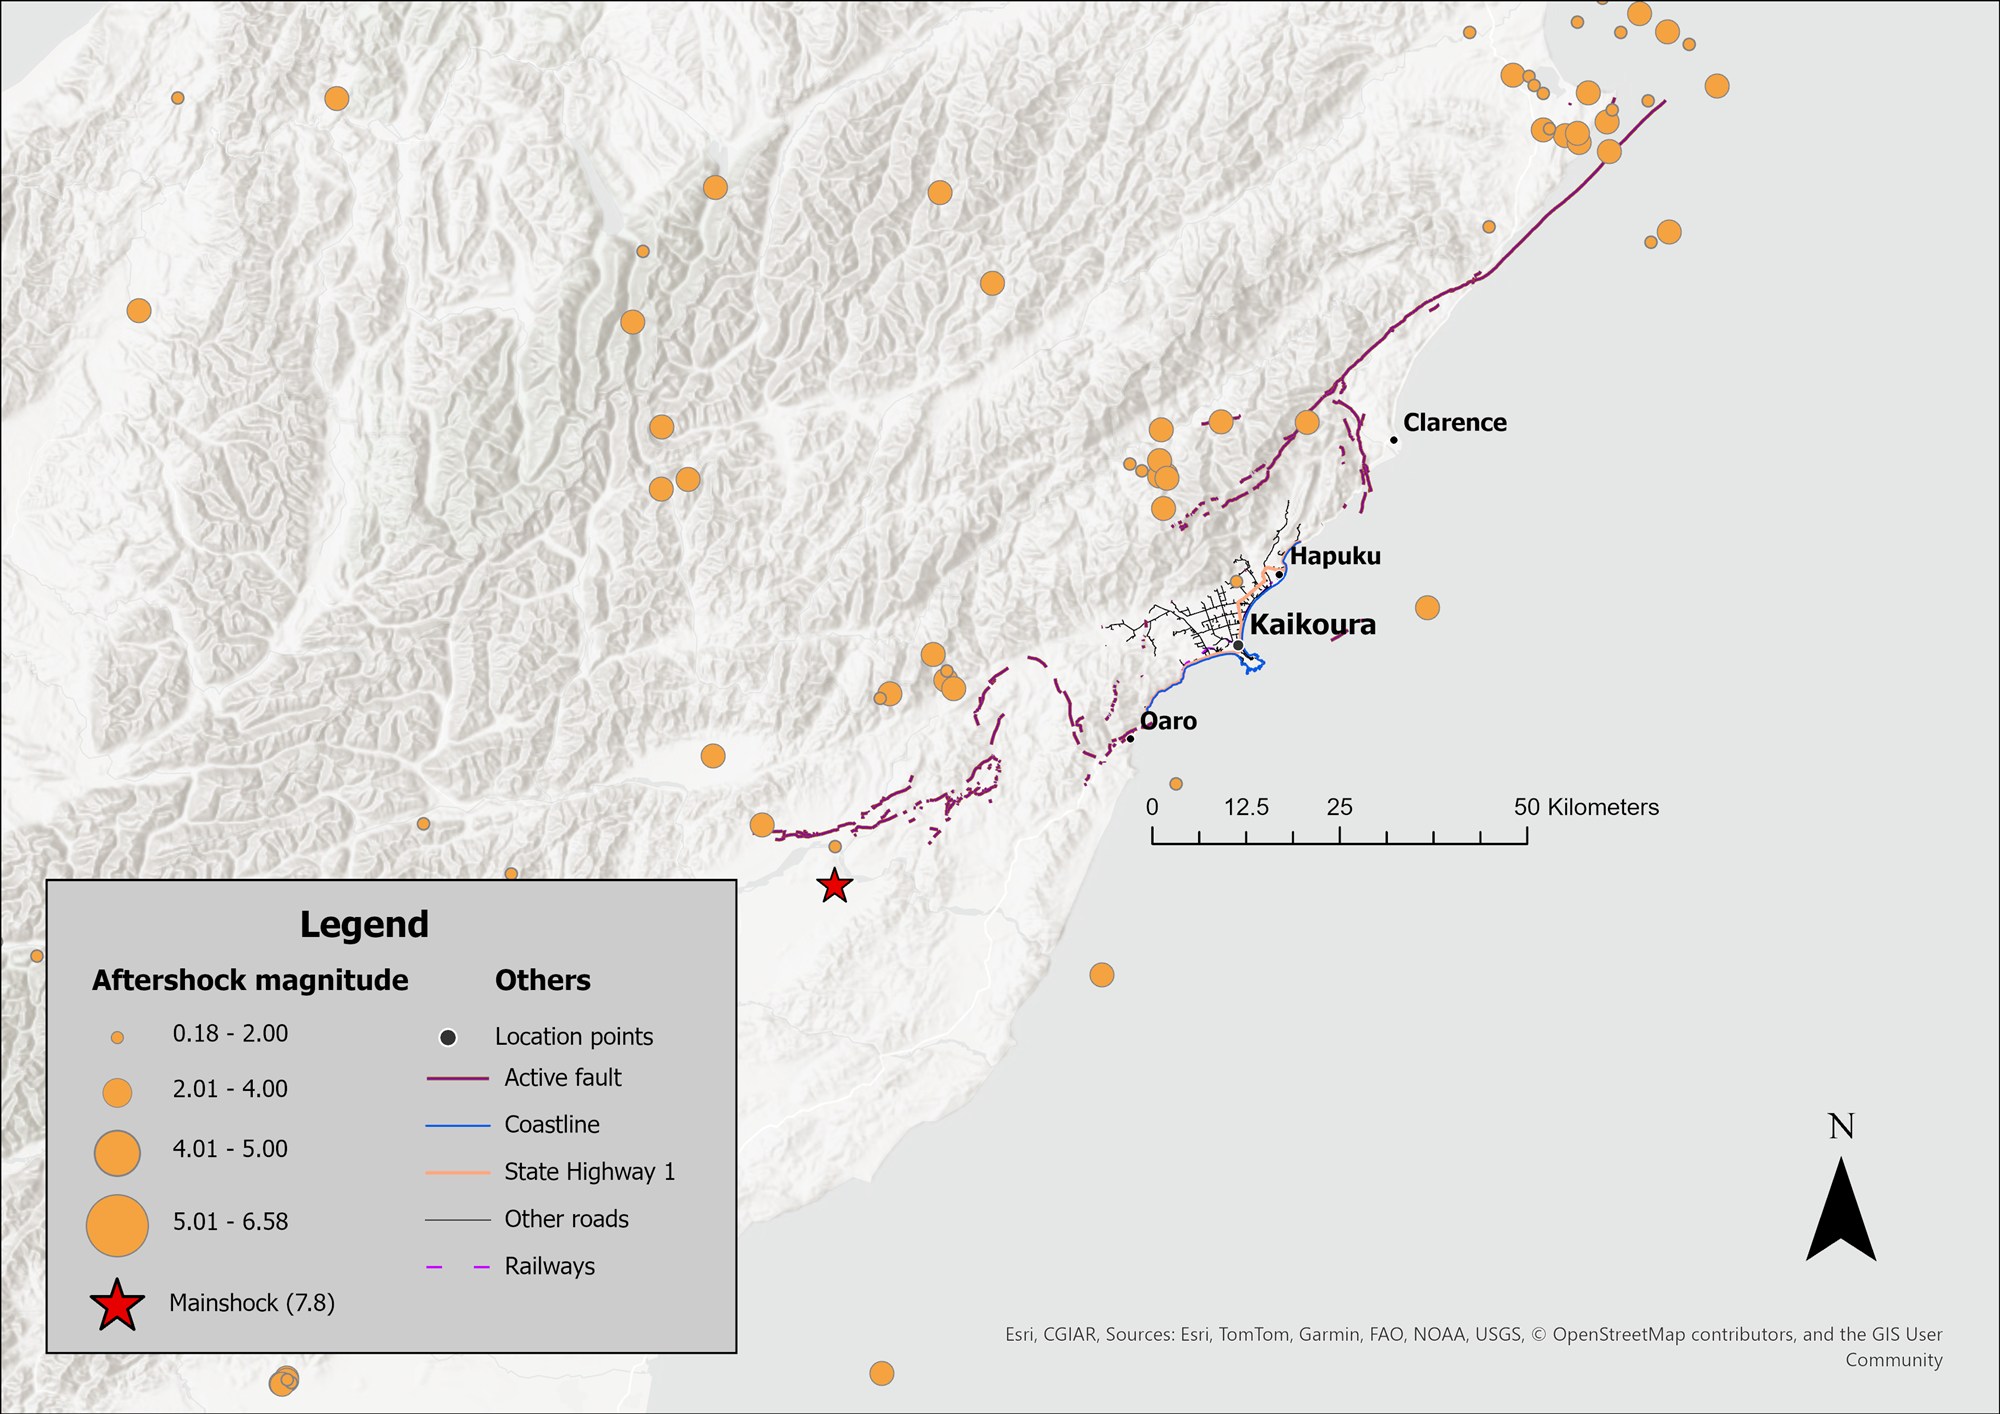 Clarence
Hapuku
Kaikoura
Oaro
0 12.5 25 50 Kilometers
Legend
Aftershock magnitude
0.18 - 2.00
2.01 - 4.00
4.01 - 5.00
5.01 - 6.58
Mainshock (7.8)
Others
Location points
Active fault
Coastline
State Highway 1
Other roads
Railways
N
Esri, CGIAR, Sources: Esri, TomTom, Garmin, FAO, NOAA, USGS, © OpenStreetMap contributors, and the GIS User
Community